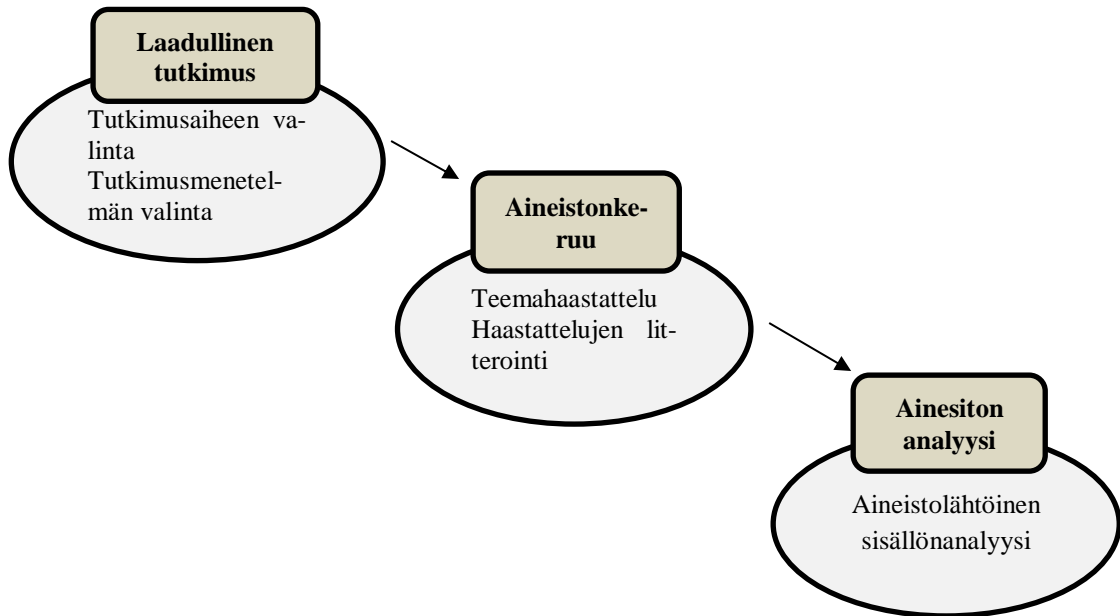 Laadullinen
tutkimus
Tutkimusaiheen va-
linta
Tutkimusmenetel-
män valinta
Aineistonke-
ruu
Teemahaastattelu
Haastattelujen lit-
terointi
Ainesiton
analyysi
Aineistolähtöinen
sisällönanalyysi